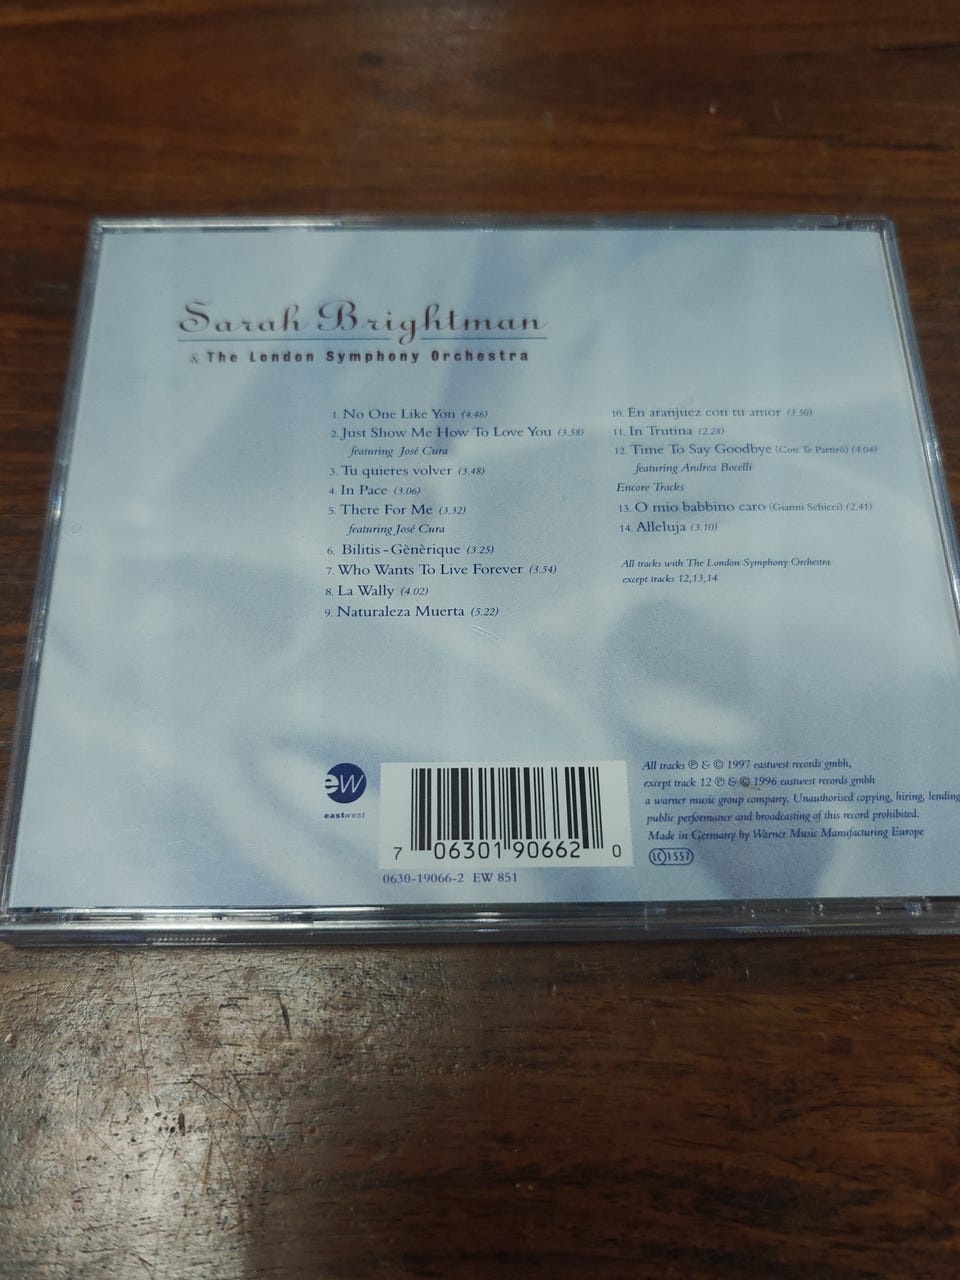 Sarah Brightman
& The London Symphony Orchestra
1. No One Like You (4.46)
2. Just Show Me How To Love You (3.58)
featuring José Cura
3. Tu quieres volver (3.48)
4. In Pace (3.06)
5. There For Me (3.32)
featuring José Cura
6. Bilitis - Gènèrique (3.25)
7. Who Wants To Live Forever (3.54)
8. La Wally (4.02)
9. Naturaleza Muerta (5.22)
10. En aranjuez con tu amor (3.50)
11. In Trutina (2.28)
12. Time To Say Goodbye (Con Te Partirò) (4.04)
featuring Andrea Bocelli
Encore Tracks
13. O mio babbino caro (Gianni Schicci) (2.41)
14. Alleluja (3.10)
All tracks with The London Symphony Orchestra
except tracks 12,13,14
ew
eastwest
7 06301 90662 0
0630-19066-2 EW 851
All tracks ℗ & © 1997 eastwest records gmbh,
except track 12 ℗ & © 1996 eastwest records gmbh
a warner music group company. Unauthorised copying, hiring, lending
public performance and broadcasting of this record prohibited.
Made in Germany by Warner Music Manufacturing Europe
LC 1557